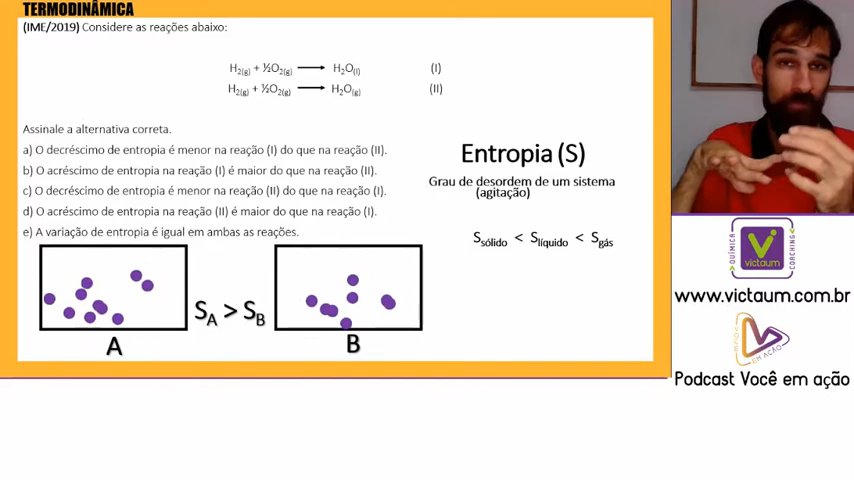 TERMODINÂMICA
(IME/2019) Considere as reações abaixo:
H2(g) + ½O2(g) → H2O(l) (I)
H2(g) + ½O2(g) → H2O(g) (II)
Assinale a alternativa correta.
a) O decréscimo de entropia é menor na reação (I) do que na reação (II).
b) O acréscimo de entropia na reação (I) é maior do que na reação (II).
c) O decréscimo de entropia é menor na reação (II) do que na reação (I).
d) O acréscimo de entropia na reação (II) é maior do que na reação (I).
e) A variação de entropia é igual em ambas as reações.
SA > SB
A
B
Entropia (S)
Grau de desordem de um sistema
(agitação)
Ssólido < Slíquido < Sgás
QUÍMICA
victaum
COACHING
www.victaum.com.br
EM AÇÃO
Podcast Você em ação